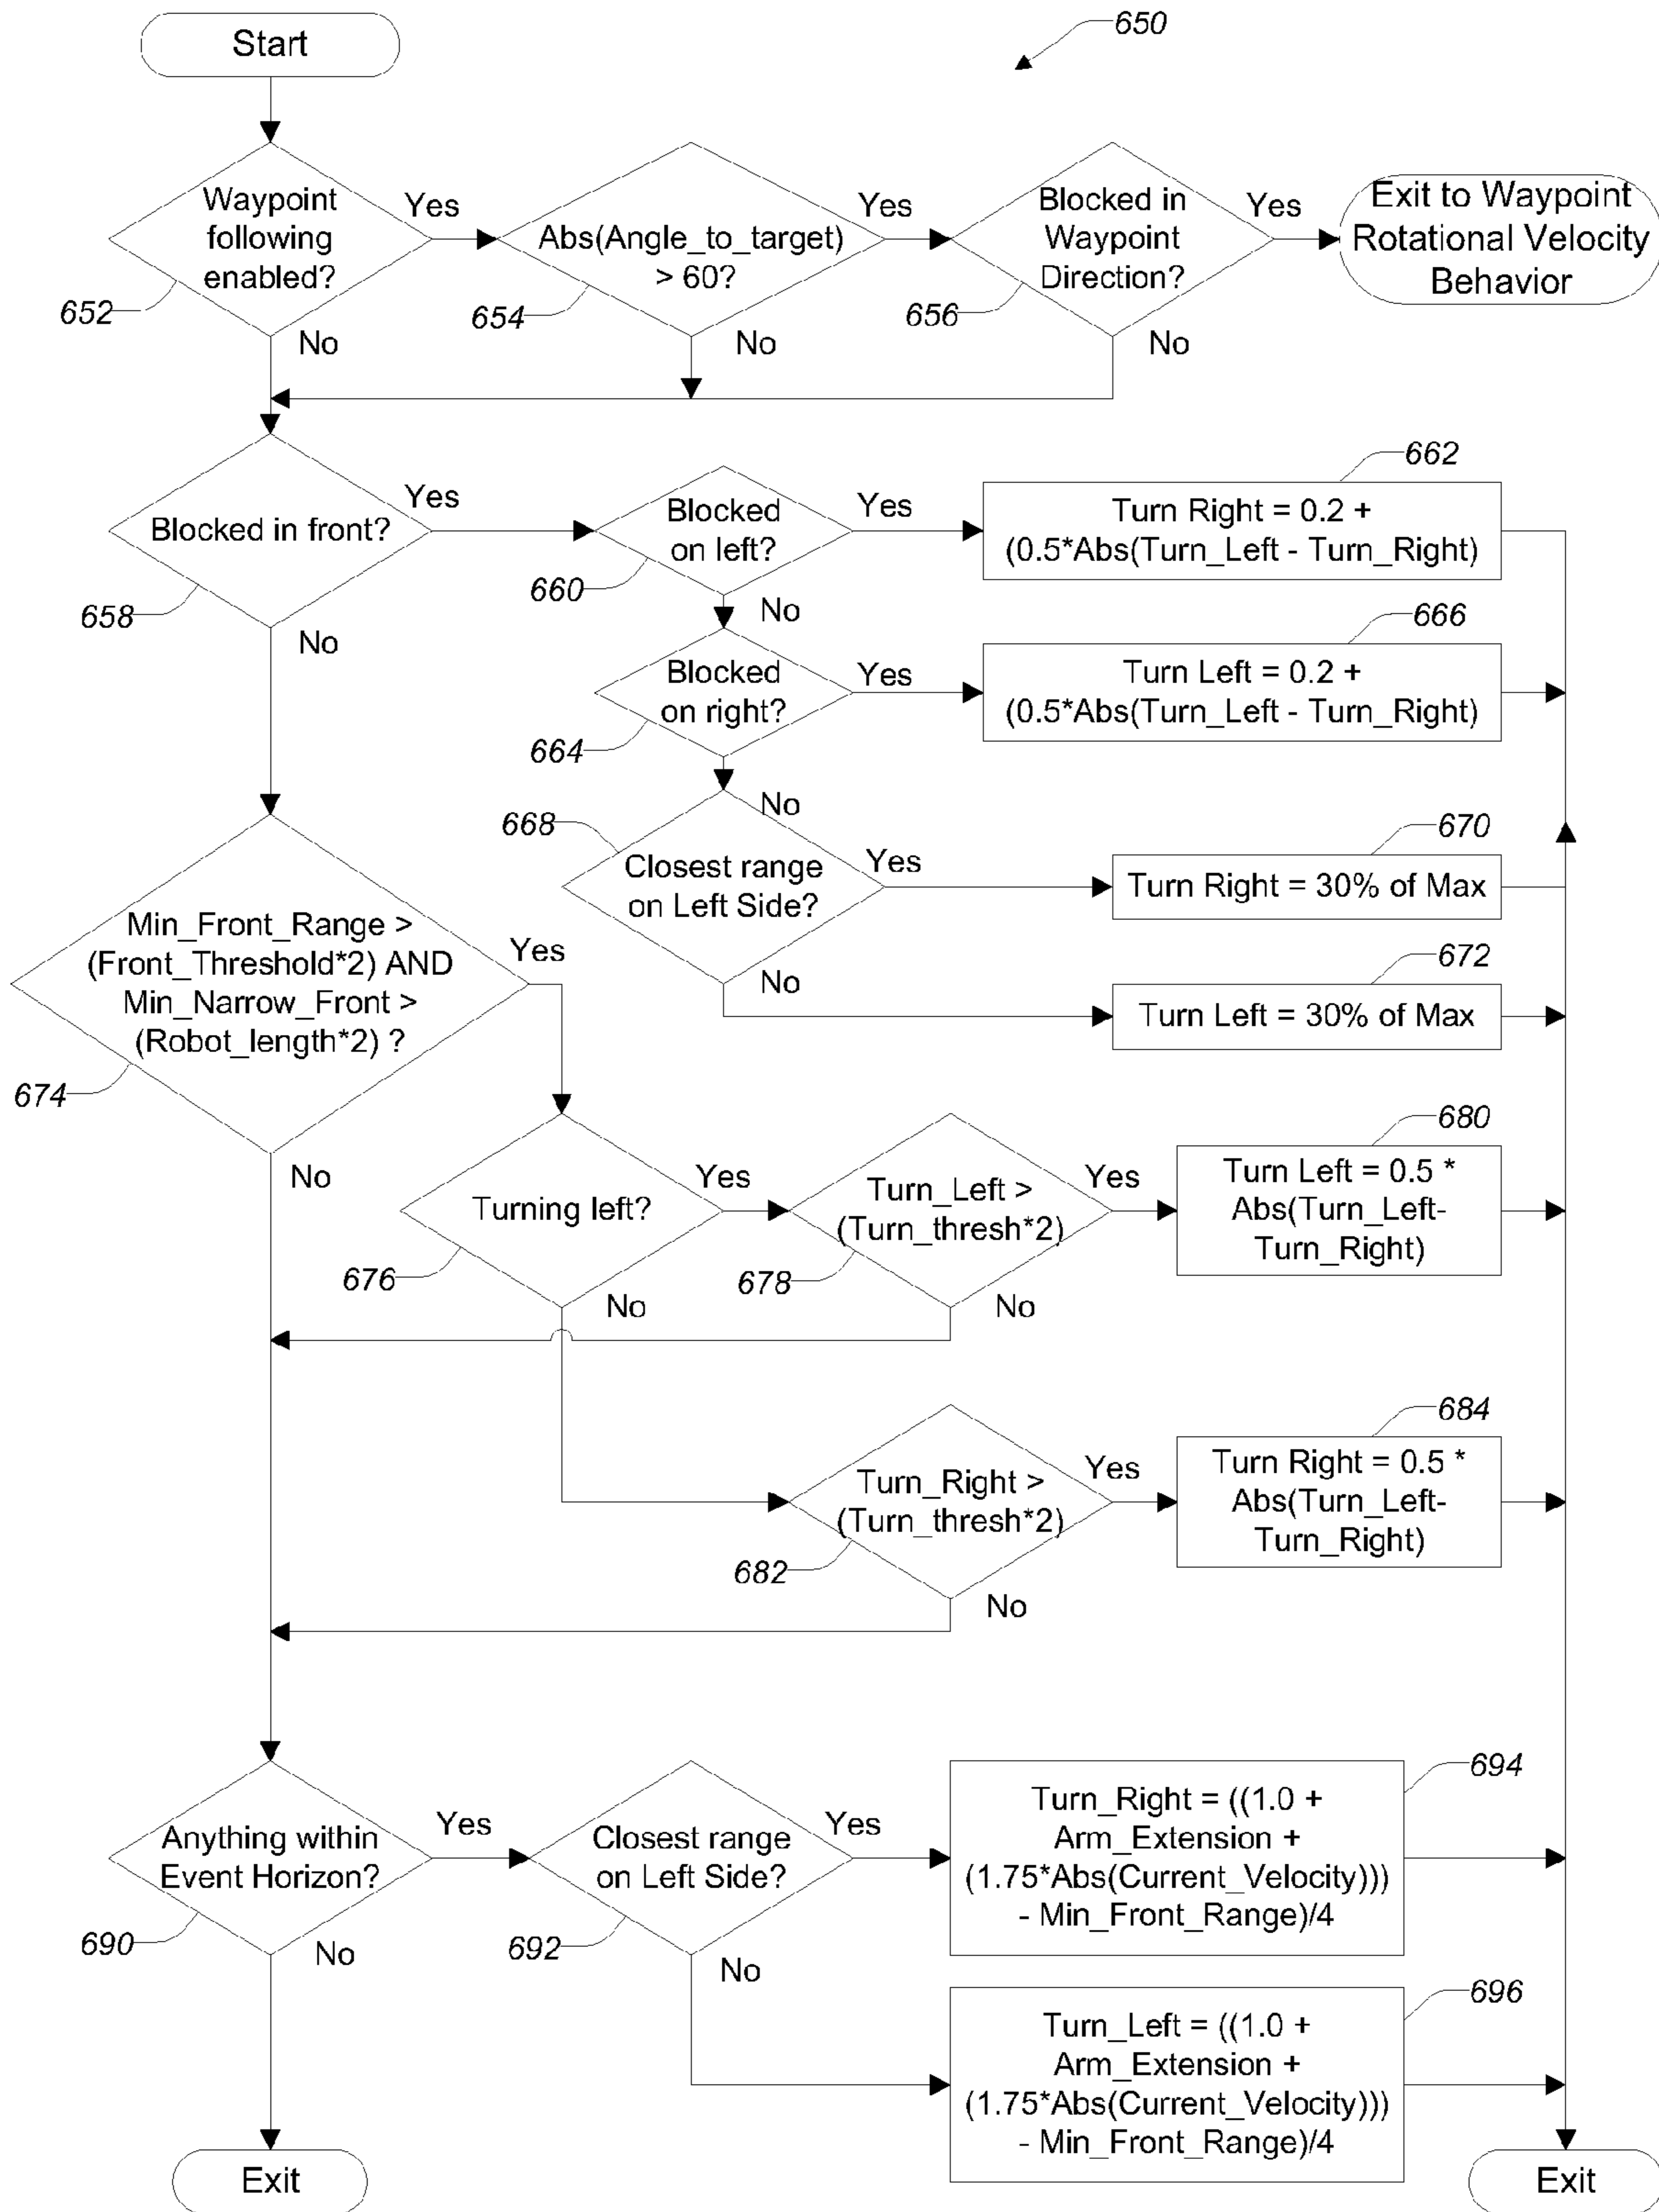 Start
650
Waypoint
following
enabled?
Yes
652
No
Abs(Angle_to_target)
> 60?
Yes
654
No
Blocked in
Waypoint
Direction?
Yes
656
No
Exit to Waypoint
Rotational Velocity
Behavior
Blocked in front?
Yes
658
No
Blocked
on left?
Yes
660
No
662
Turn Right = 0.2 +
(0.5*Abs(Turn_Left - Turn_Right)
Blocked
on right?
Yes
664
No
666
Turn Left = 0.2 +
(0.5*Abs(Turn_Left - Turn_Right)
668
Closest range
on Left Side?
Yes
No
670
Turn Right = 30% of Max
672
Turn Left = 30% of Max
Min_Front_Range >
(Front_Threshold*2) AND
Min_Narrow_Front >
(Robot_length*2) ?
Yes
674
No
Turning left?
Yes
676
No
Turn_Left >
(Turn_thresh*2)
Yes
678
No
680
Turn Left = 0.5 *
Abs(Turn_Left-
Turn_Right)
Turn_Right >
(Turn_thresh*2)
Yes
682
No
684
Turn Right = 0.5 *
Abs(Turn_Left-
Turn_Right)
Anything within
Event Horizon?
Yes
690
No
Closest range
on Left Side?
Yes
692
No
694
Turn_Right = ((1.0 +
Arm_Extension +
(1.75*Abs(Current_Velocity)))
- Min_Front_Range)/4
696
Turn_Left = ((1.0 +
Arm_Extension +
(1.75*Abs(Current_Velocity)))
- Min_Front_Range)/4
Exit
Exit